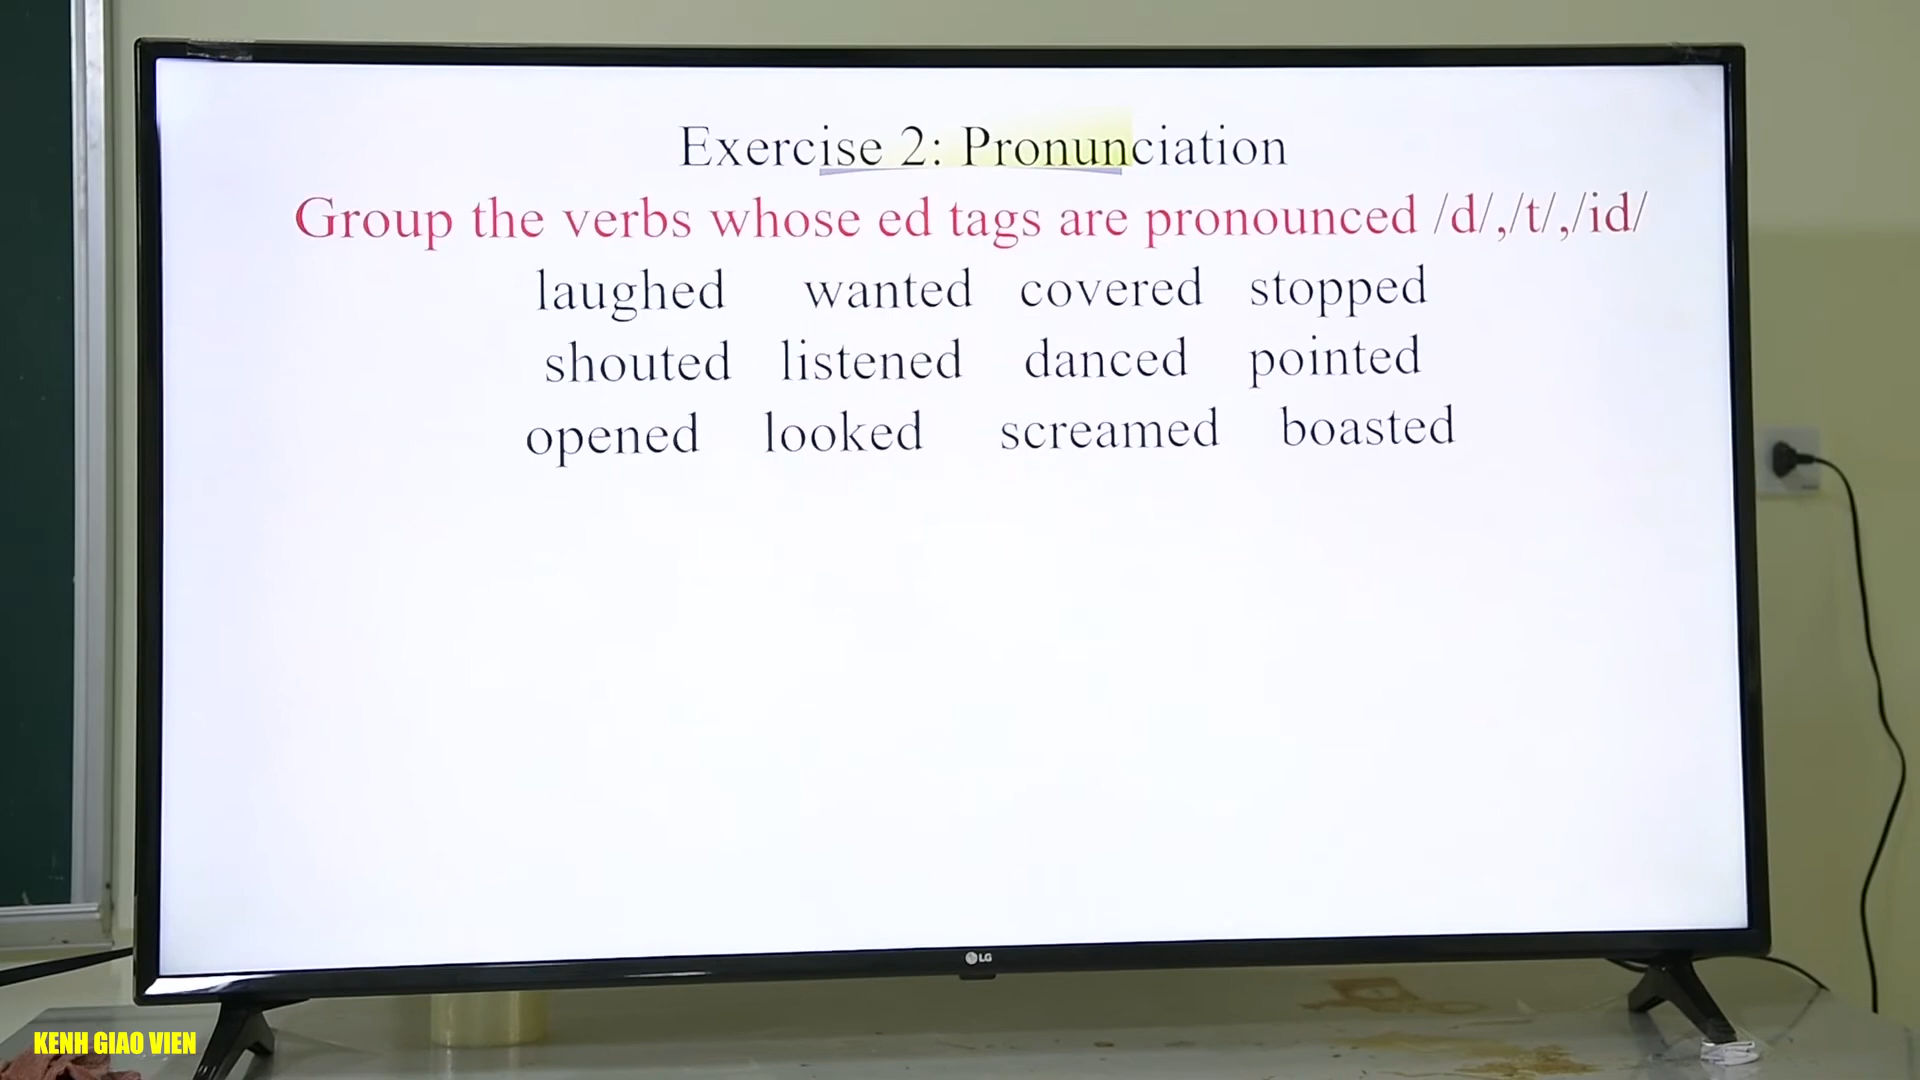 Exercise 2: Pronunciation
Group the verbs whose ed tags are pronounced /d/,/t/,/id/
laughed wanted covered stopped
shouted listened danced pointed
opened looked screamed boasted
LG
KENH GIAO VIEN